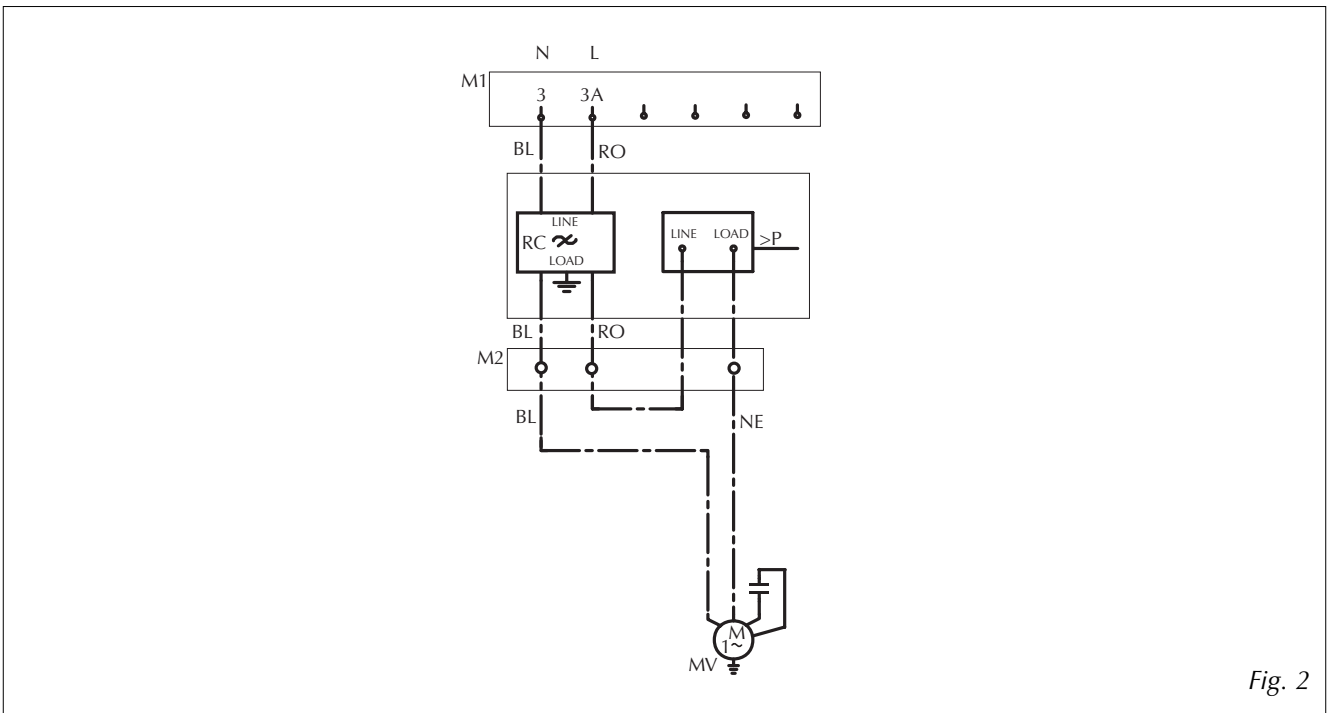 N L
M1
3 3A
BL RO
LINE
RC
LOAD
LINE LOAD >P
BL RO
M2
BL NE
M
1~
MV
Fig. 2